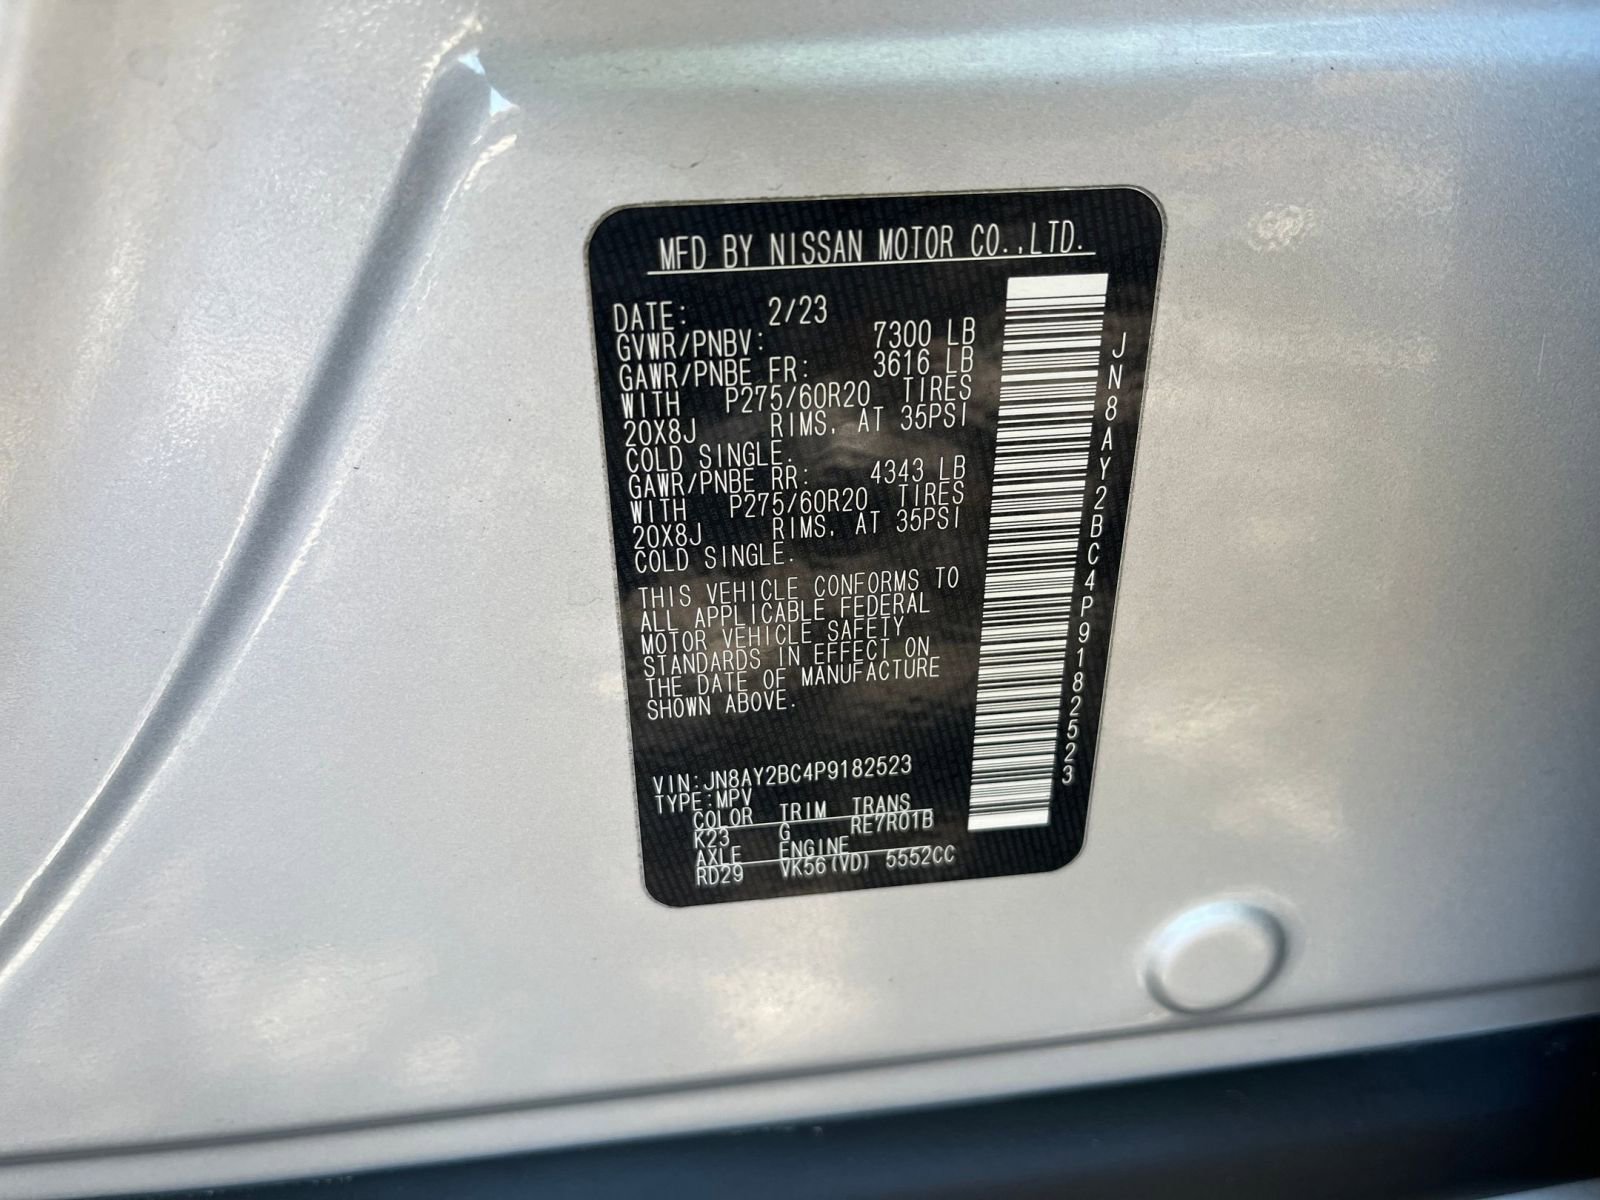 MFD BY NISSAN MOTOR CO.,LTD.
DATE: 2/23
GVWR/PNBV: 7300 LB
GAWR/PNBE FR: 3616 LB
WITH P275/60R20 TIRES
20X8J RIMS, AT 35PSI
COLD SINGLE.
GAWR/PNBE RR: 4343 LB
WITH P275/60R20 TIRES
20X8J RIMS, AT 35PSI
COLD SINGLE.
THIS VEHICLE CONFORMS TO
ALL APPLICABLE FEDERAL
MOTOR VEHICLE SAFETY
STANDARDS IN EFFECT ON
THE DATE OF MANUFACTURE
SHOWN ABOVE.
VIN:JN8AY2BC4P9182523
TYPE:MPV
COLOR TRIM TRANS
K23 G RE7R01B
AXLE ENGINE
RD29 VK56(VD) 5552CC
JN8AY2BC4P9182523